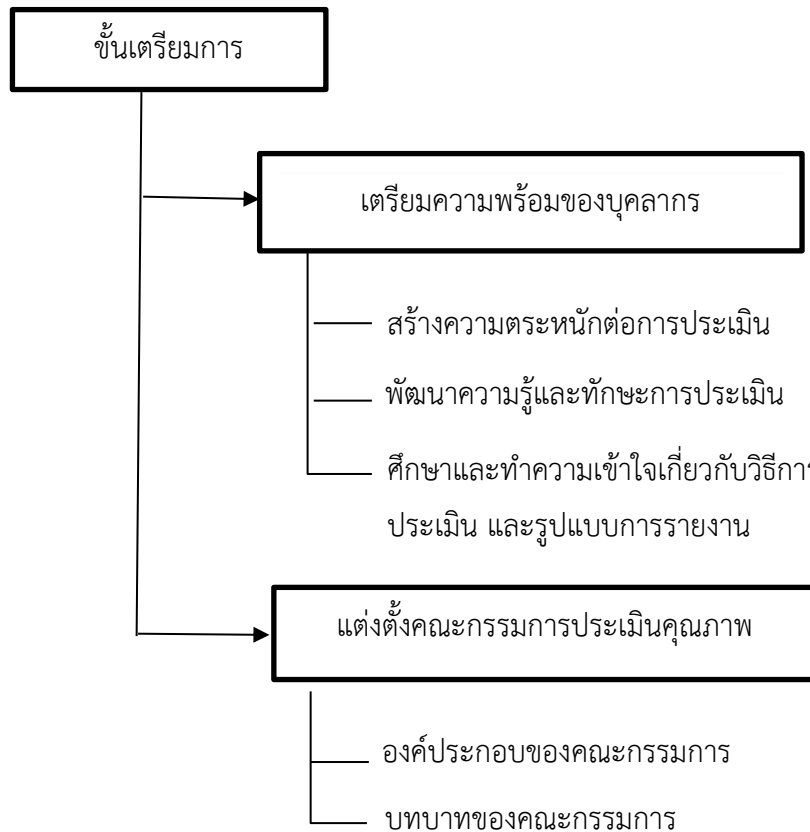 ขั้นเตรียมการ
เตรียมความพร้อมของบุคลากร
สร้างความตระหนักต่อการประเมิน
พัฒนาความรู้และทักษะการประเมิน
ศึกษาและทำความเข้าใจเกี่ยวกับวิธีการ
ประเมิน และรูปแบบการรายงาน
แต่งตั้งคณะกรรมการประเมินคุณภาพ
องค์ประกอบของคณะกรรมการ
บทบาทของคณะกรรมการ